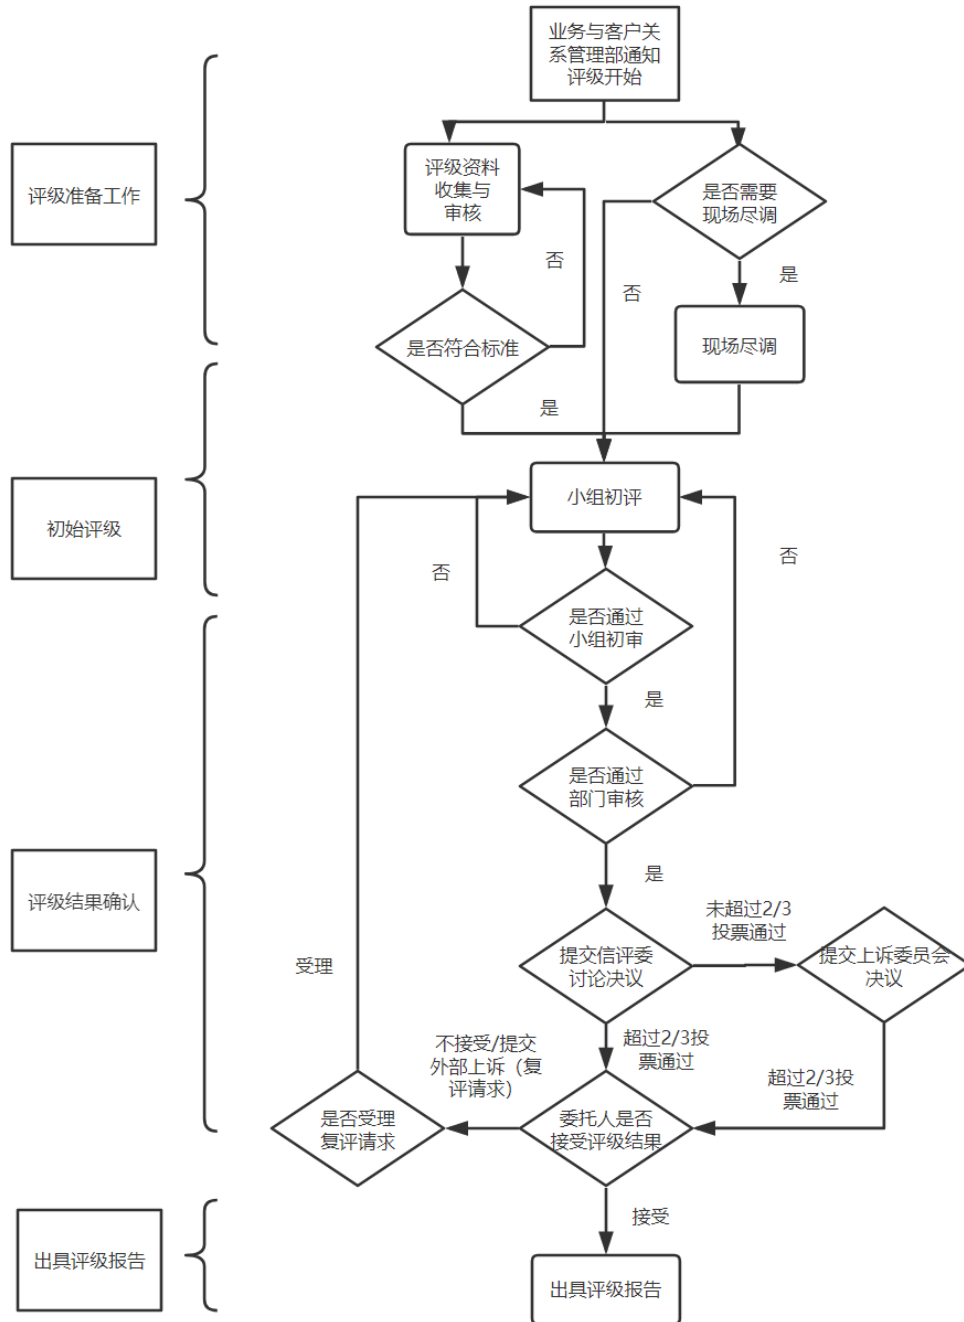 业务与客户关
系管理部通知
评级开始
评级准备工作
评级资料
收集与
审核
是否需要
现场尽调
否
否
是
是否符合标准
现场尽调
是
初始评级
小组初评
否
否
是否通过
小组初审
是
是否通过
部门审核
评级结果确认
是
未超过2/3
投票通过
受理
提交信评委
讨论决议
提交上诉委员会
决议
不接受/提交
外部上诉（复
评请求）
超过2/3投
票通过
超过2/3投
票通过
是否受理
复评请求
委托人是否
接受评级结果
接受
出具评级报告
出具评级报告